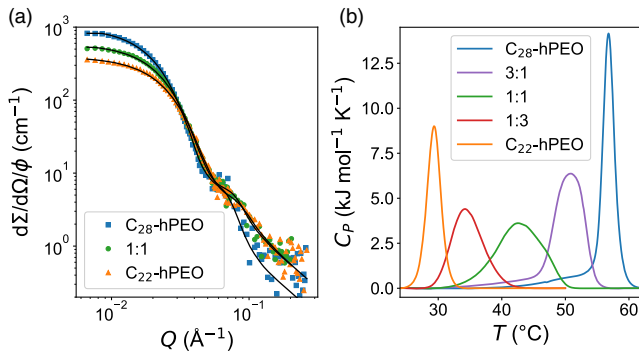 (a)
dΣ/dΩ/ϕ (cm⁻¹)
10³
10²
10¹
10⁰
C₂₈-hPEO
1:1
C₂₂-hPEO
10⁻²
10⁻¹
Q (Å⁻¹)
(b)
C_P (kJ mol⁻¹ K⁻¹)
12.5
10.0
7.5
5.0
2.5
0.0
C₂₈-hPEO
3:1
1:1
1:3
C₂₂-hPEO
30
40
50
60
T (°C)